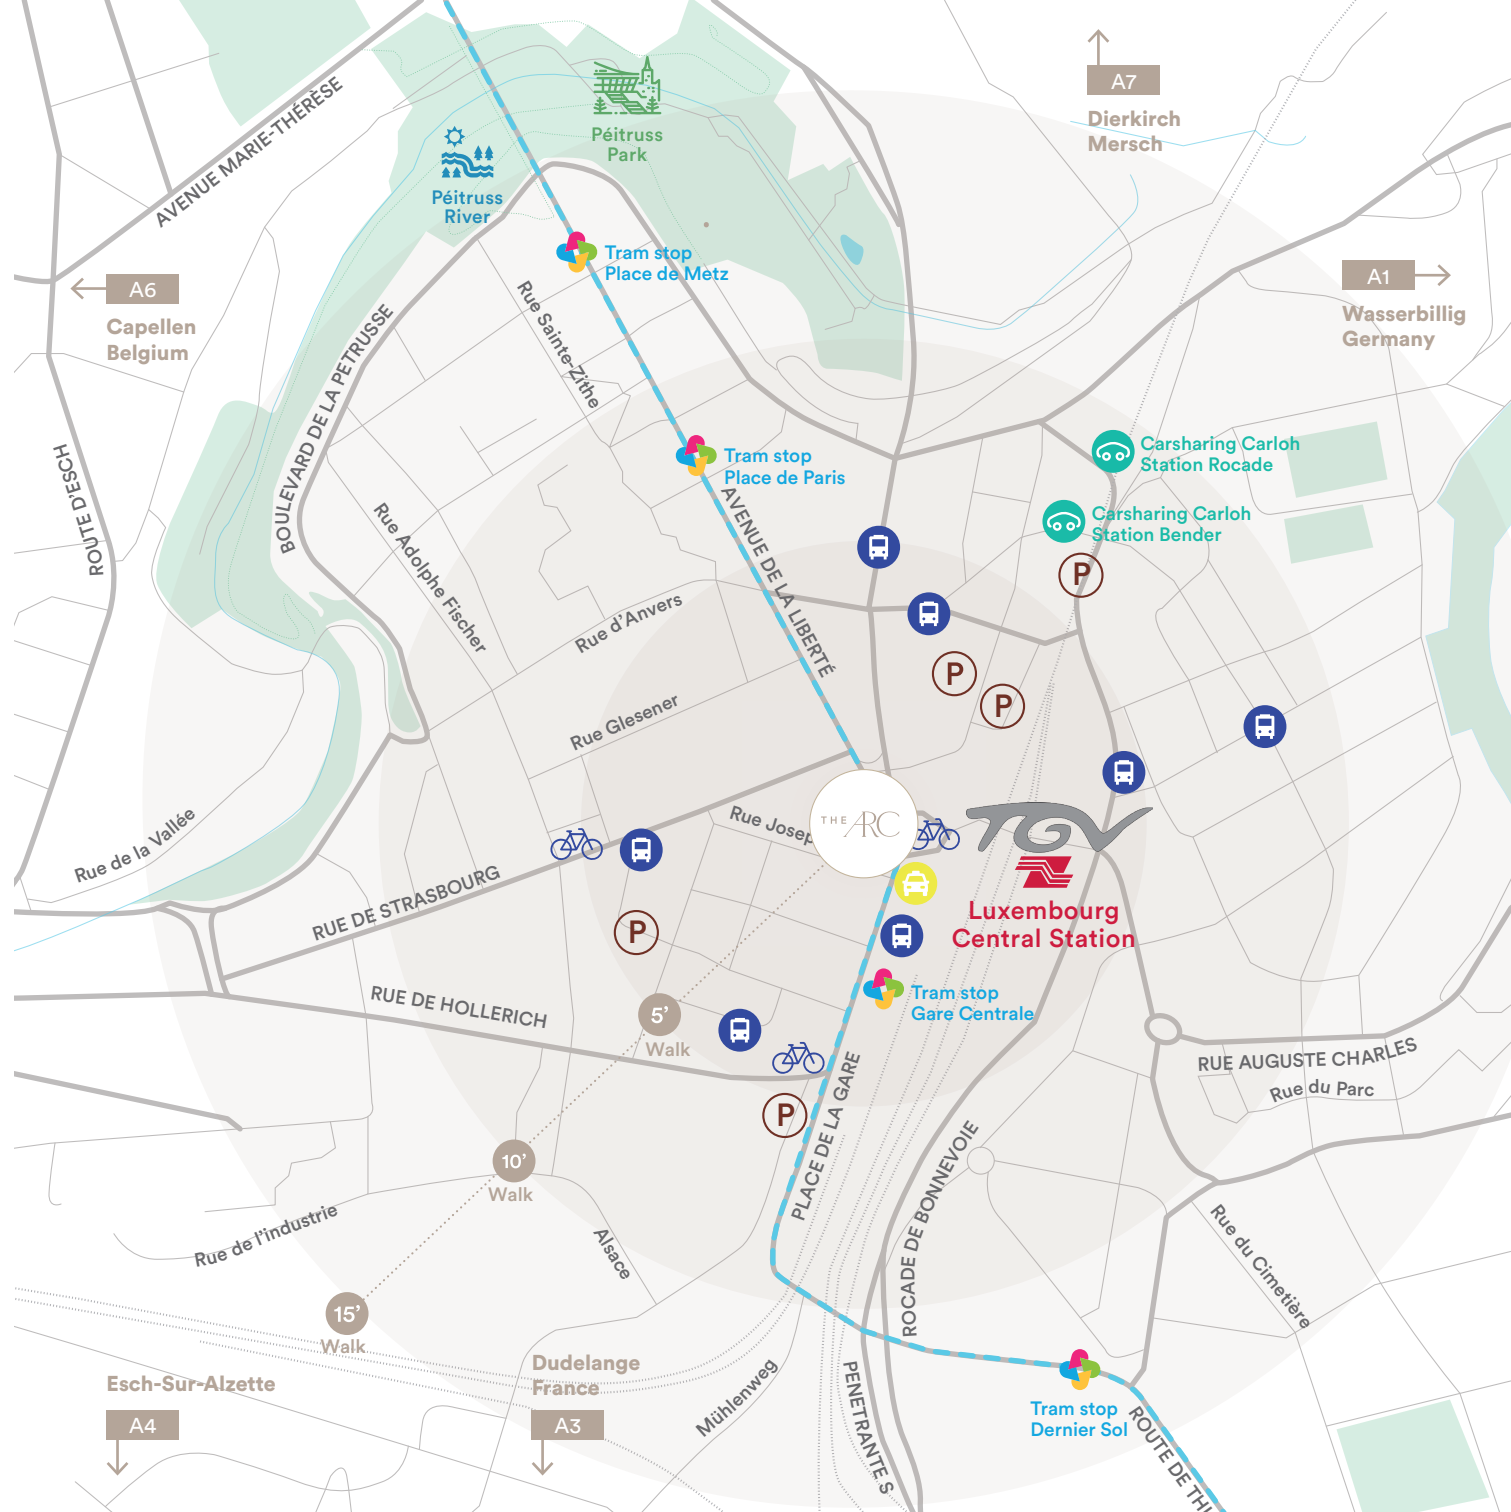 A7
Dierkirch
Mersch
AVENUE MARIE-THÉRÈSE
Péitruss
Park
Péitruss
River
Tram stop
Place de Metz
A6
Capellen
Belgium
A1
Wasserbillig
Germany
Rue Sainte-Zithe
BOULEVARD DE LA PETRUSSE
ROUTE D'ESCH
Tram stop
Place de Paris
Carsharing Carloh
Station Rocade
Carsharing Carloh
Station Bender
P
Rue Adolphe Fischer
AVENUE DE LA LIBERTÉ
Rue d'Anvers
P
P
Rue Glesener
Rue de la Vallée
Rue Josep
THE ARC
TGV
Luxembourg
Central Station
RUE DE STRASBOURG
P
RUE DE HOLLERICH
5'
Walk
Tram stop
Gare Centrale
RUE AUGUSTE CHARLES
Rue du Parc
P
PLACE DE LA GARE
10'
Walk
ROCADE DE BONNEVOIE
Rue de l'industrie
Alsace
Rue du Cimetière
15'
Walk
Esch-Sur-Alzette
A4
Dudelange
France
A3
Mühlenweg
PENETRANTE S
Tram stop
Dernier Sol
ROUTE DE THI